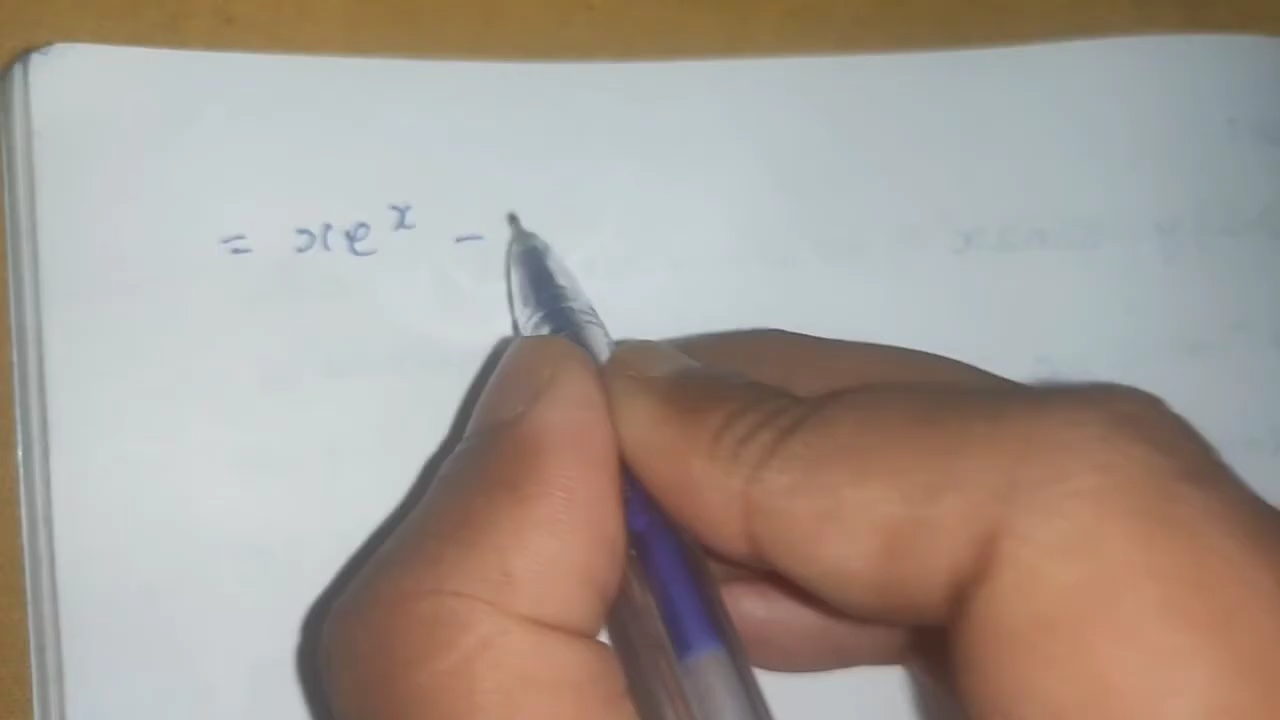 = xe^x -